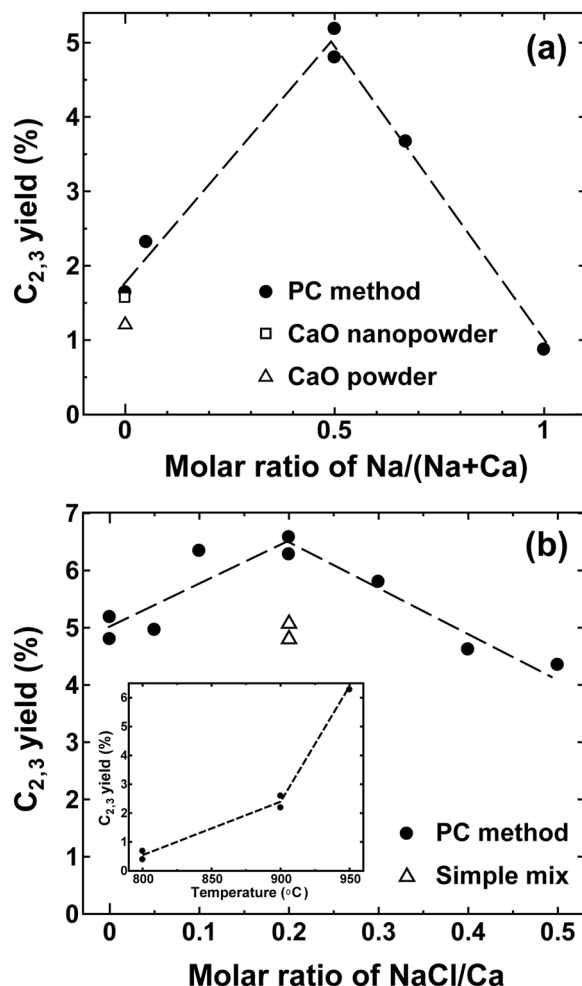 (a)
C2,3 yield (%)
5
4
3
2
1
0
PC method
CaO nanopowder
CaO powder
0 0.5 1
Molar ratio of Na/(Na+Ca)
(b)
C2,3 yield (%)
7
6
5
4
3
2
1
0
C2,3 yield (%)
6
5
4
3
2
1
0
800 850 900 950
Temperature (°C)
PC method
Simple mix
0 0.1 0.2 0.3 0.4 0.5
Molar ratio of NaCl/Ca